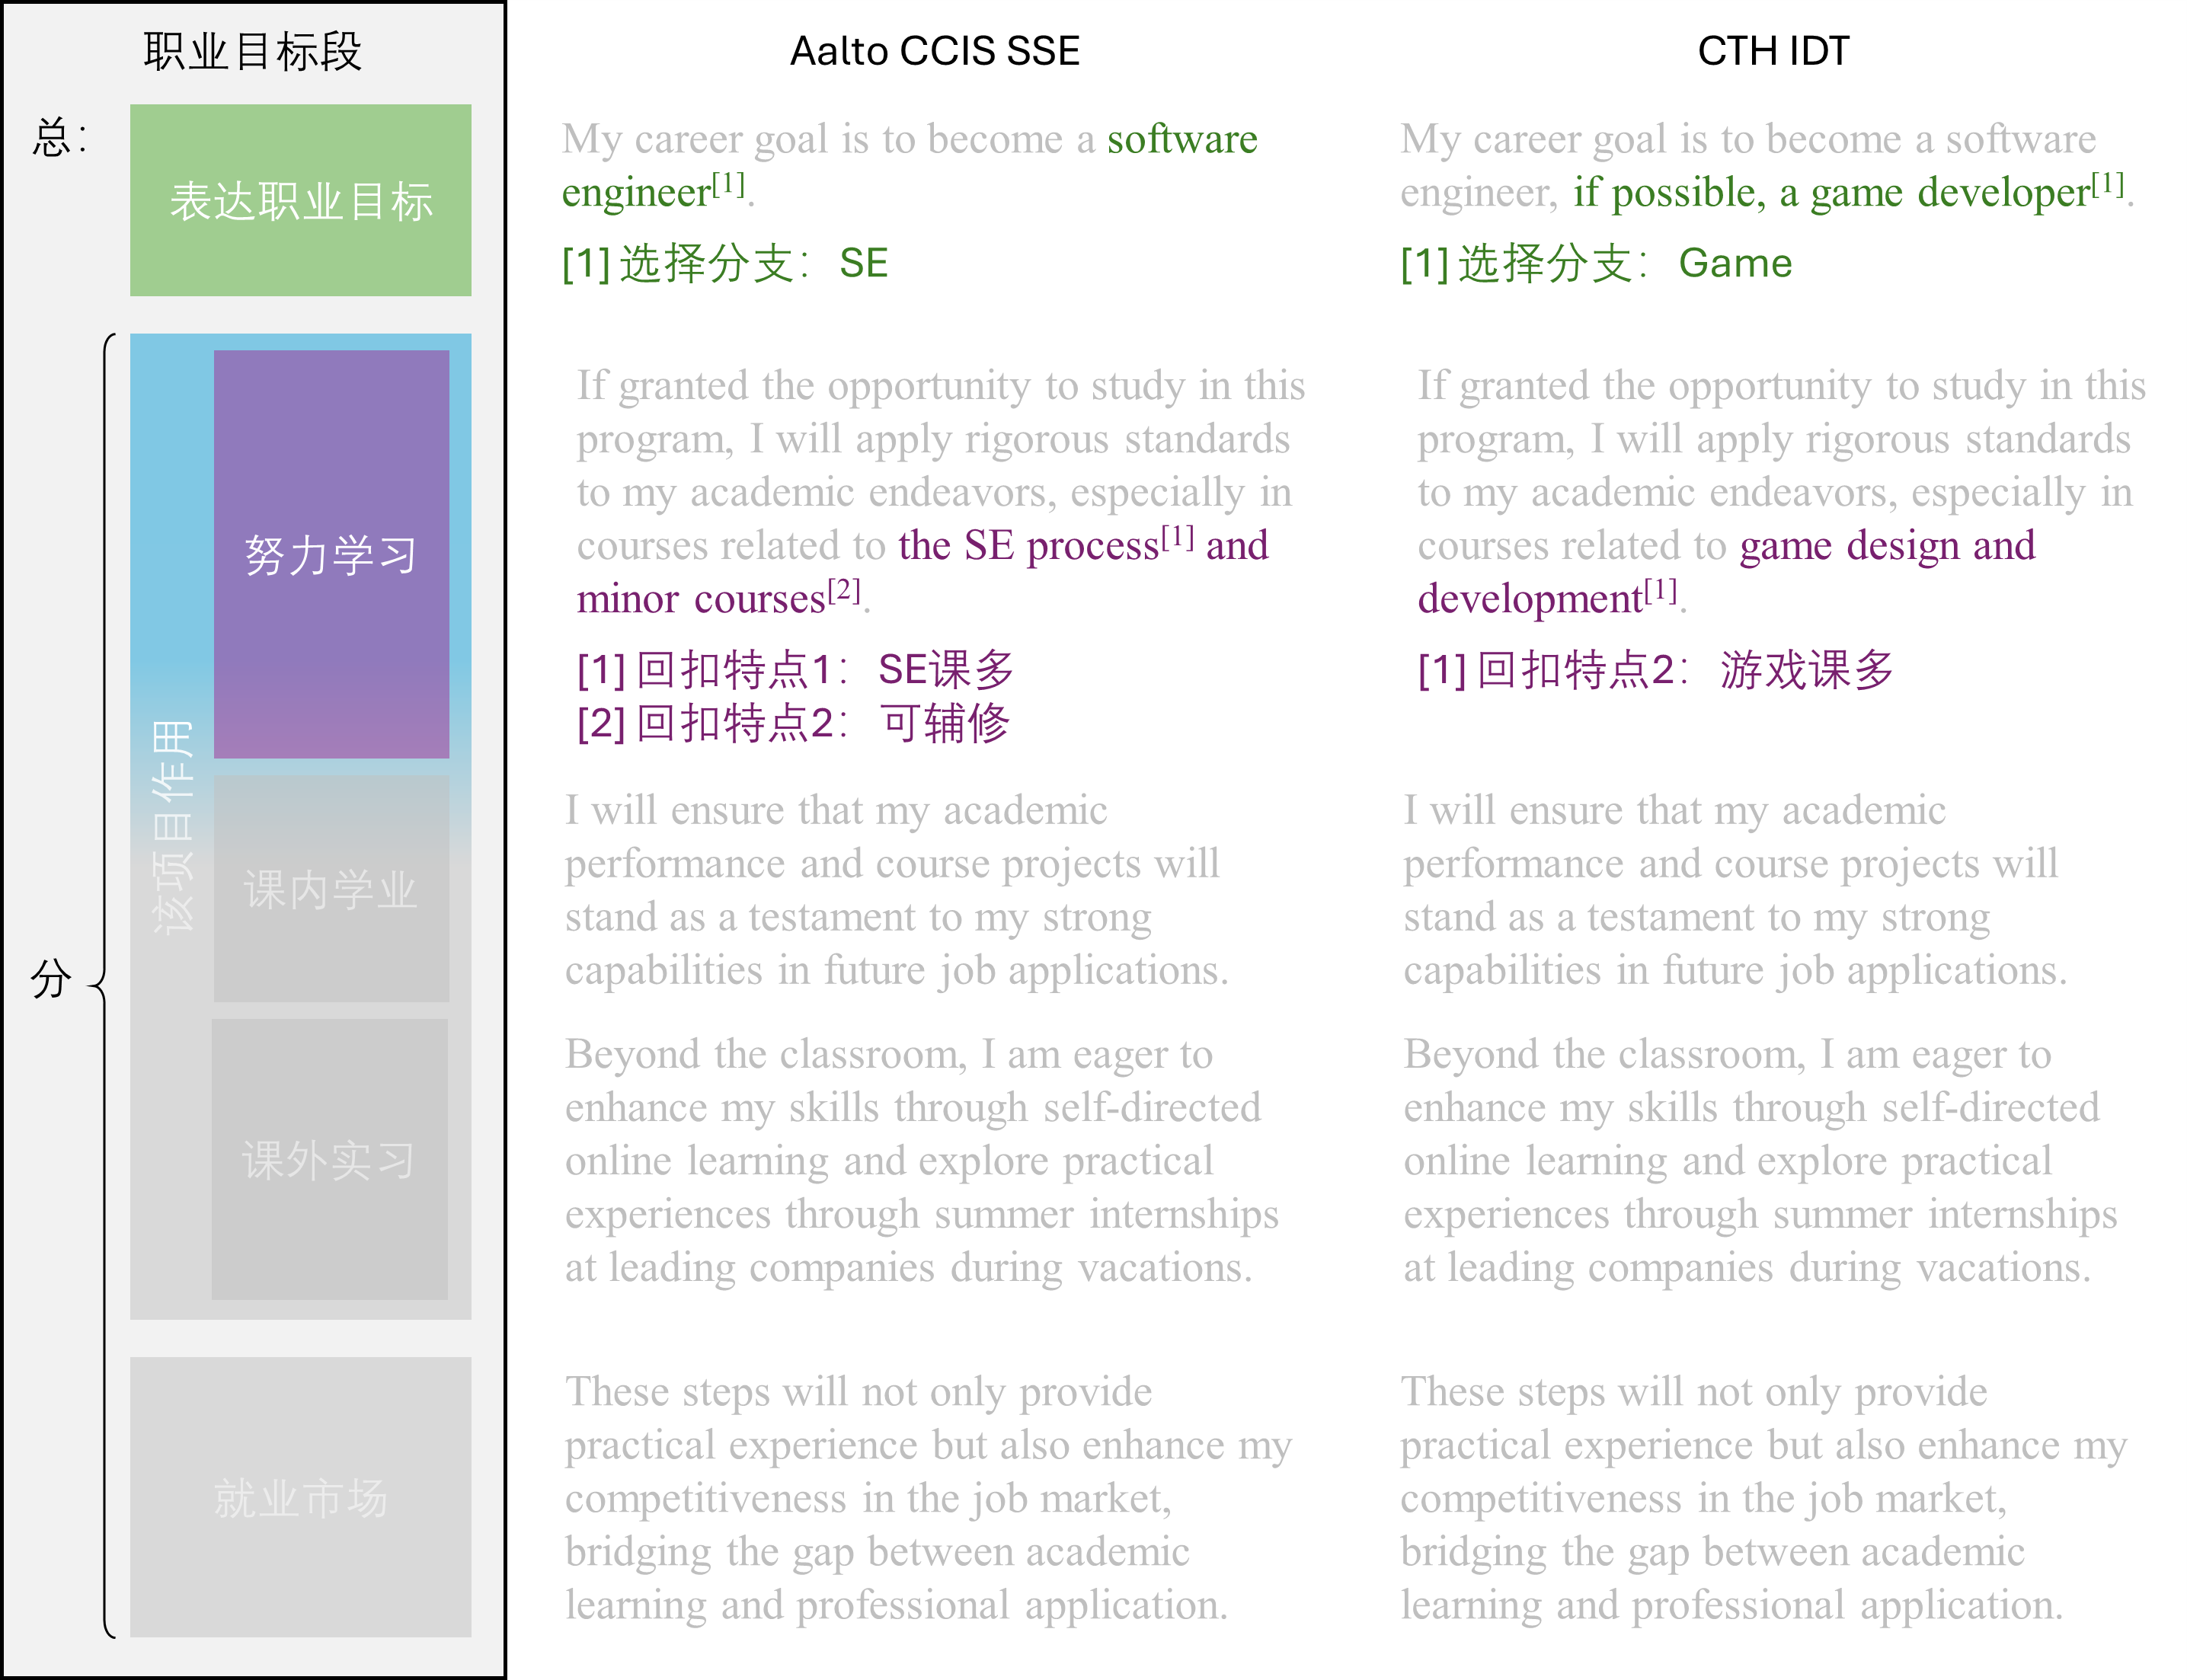 职业目标段
总：
表达职业目标
分
该项目作用
努力学习
课内学业
课外实习
就业市场
Aalto CCIS SSE
My career goal is to become a software
engineer[1].
[1] 选择分支： SE
If granted the opportunity to study in this
program, I will apply rigorous standards
to my academic endeavors, especially in
courses related to the SE process[1] and
minor courses[2].
[1] 回扣特点1： SE课多
[2] 回扣特点2： 可辅修
I will ensure that my academic
performance and course projects will
stand as a testament to my strong
capabilities in future job applications.
Beyond the classroom, I am eager to
enhance my skills through self-directed
online learning and explore practical
experiences through summer internships
at leading companies during vacations.
These steps will not only provide
practical experience but also enhance my
competitiveness in the job market,
bridging the gap between academic
learning and professional application.
CTH IDT
My career goal is to become a software
engineer, if possible, a game developer[1].
[1] 选择分支： Game
If granted the opportunity to study in this
program, I will apply rigorous standards
to my academic endeavors, especially in
courses related to game design and
development[1].
[1] 回扣特点2： 游戏课多
I will ensure that my academic
performance and course projects will
stand as a testament to my strong
capabilities in future job applications.
Beyond the classroom, I am eager to
enhance my skills through self-directed
online learning and explore practical
experiences through summer internships
at leading companies during vacations.
These steps will not only provide
practical experience but also enhance my
competitiveness in the job market,
bridging the gap between academic
learning and professional application.